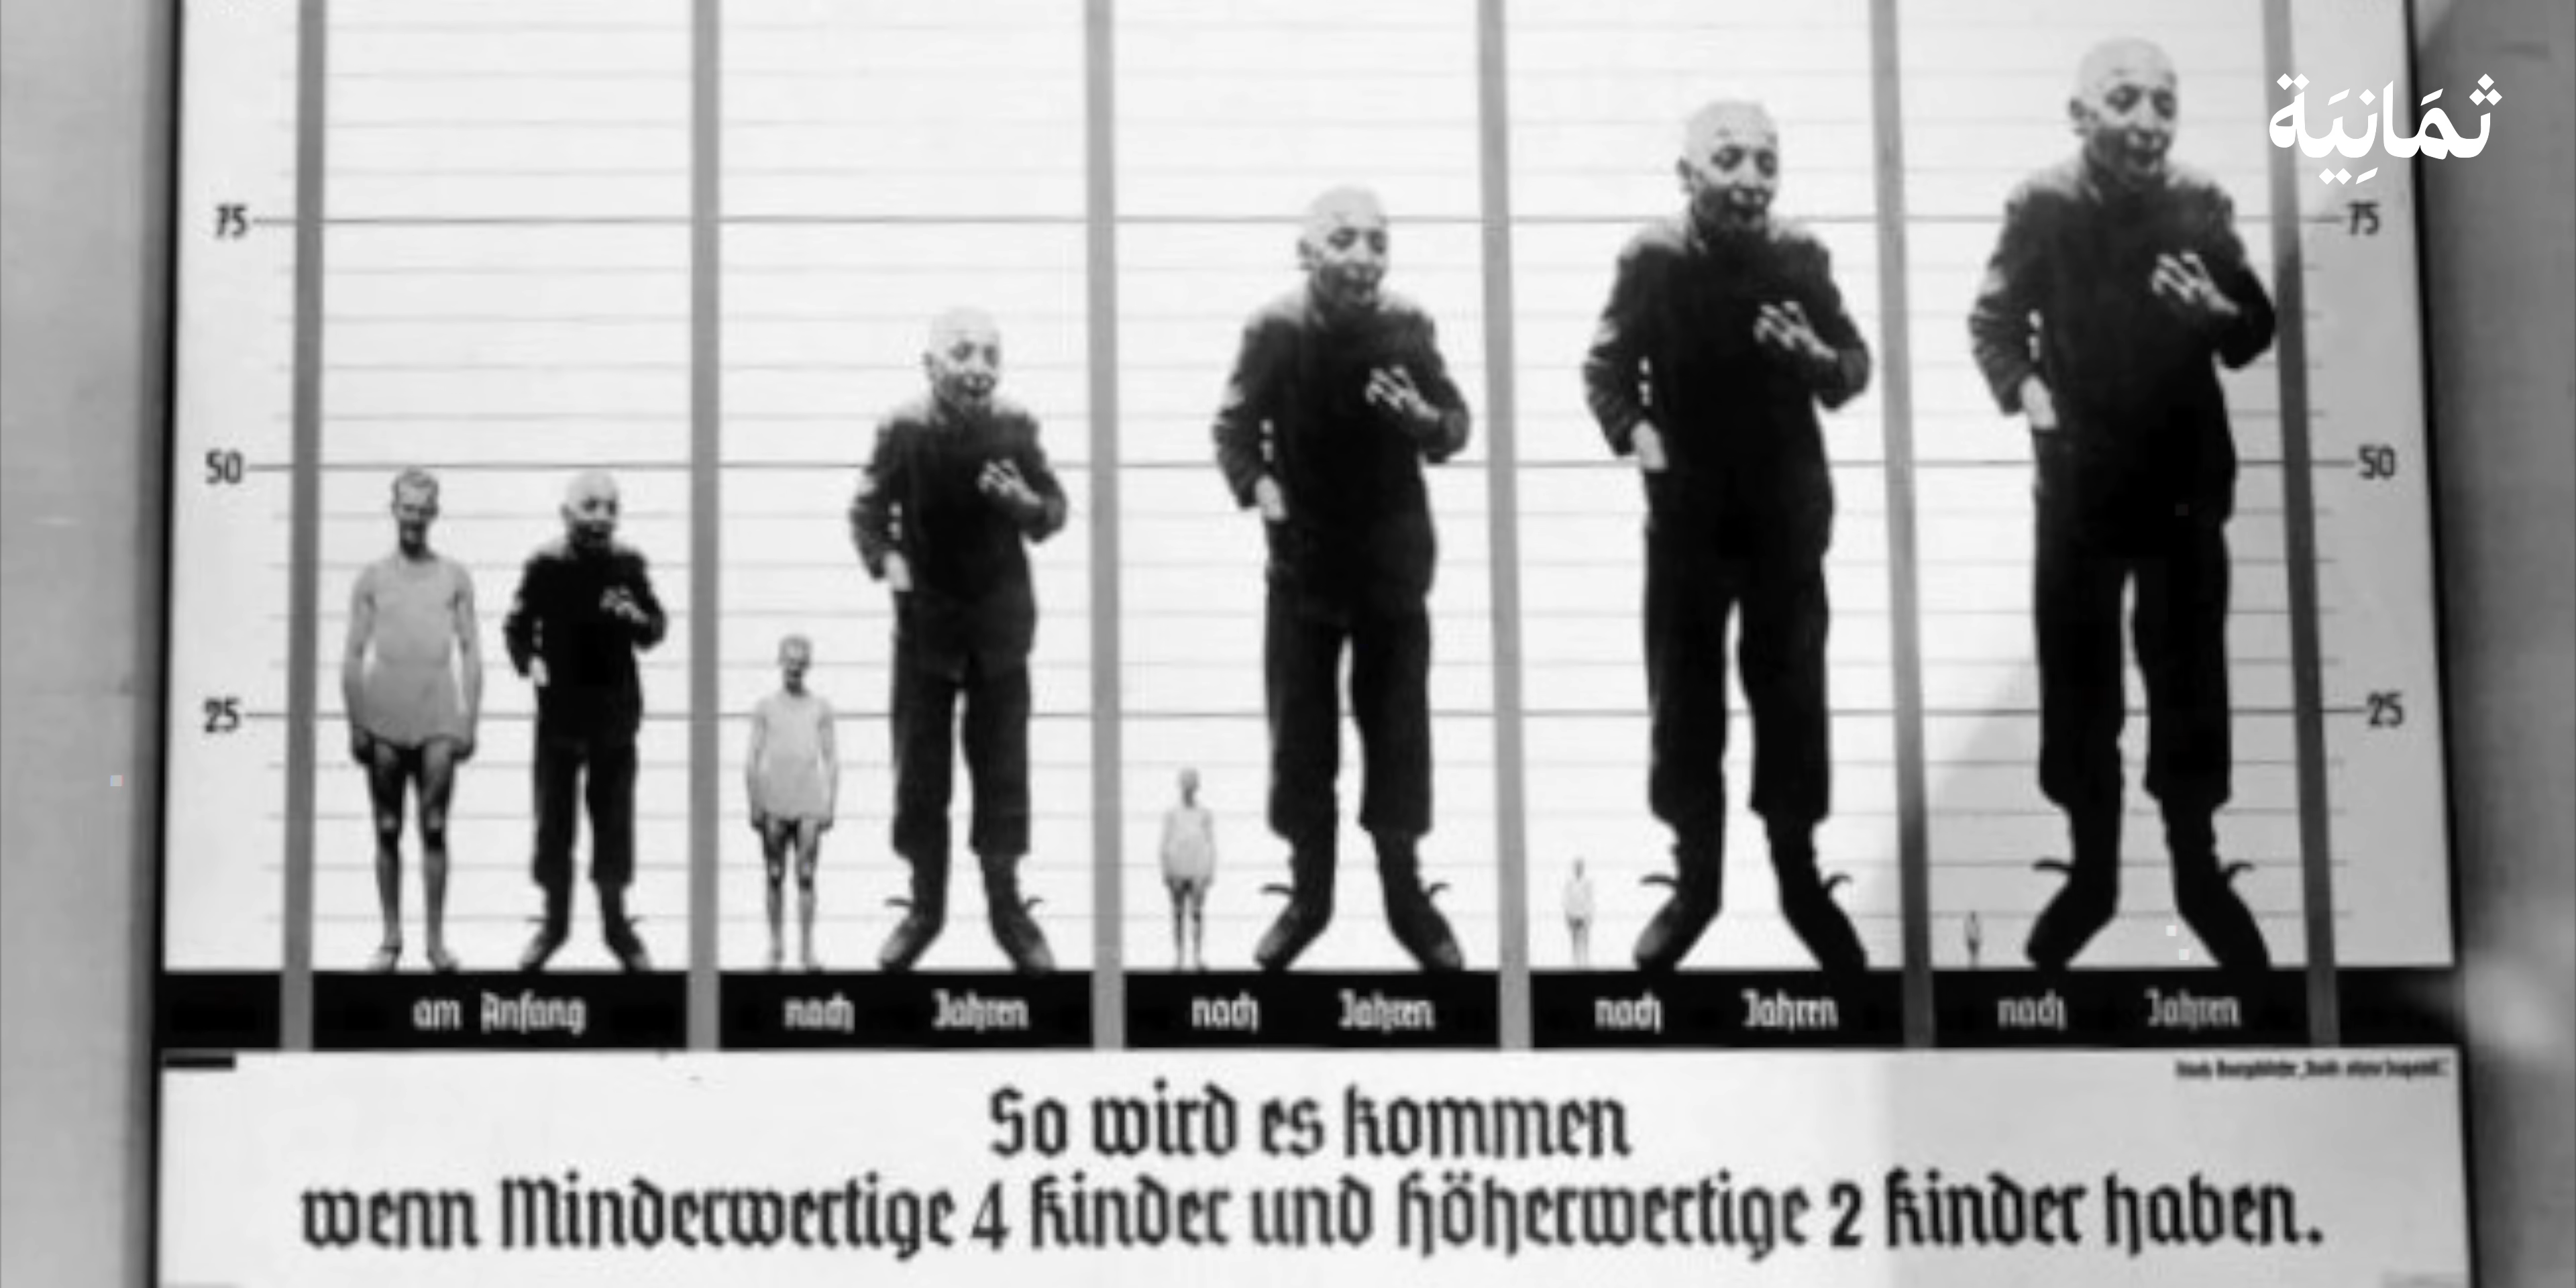 ثمَانِيَة
75 75
50 50
25 25
am Anfang nach Jahren nach Jahren nach Jahren nach Jahren
So wird es kommen
wenn Minderwertige 4 Kinder und Höherwertige 2 Kinder haben.